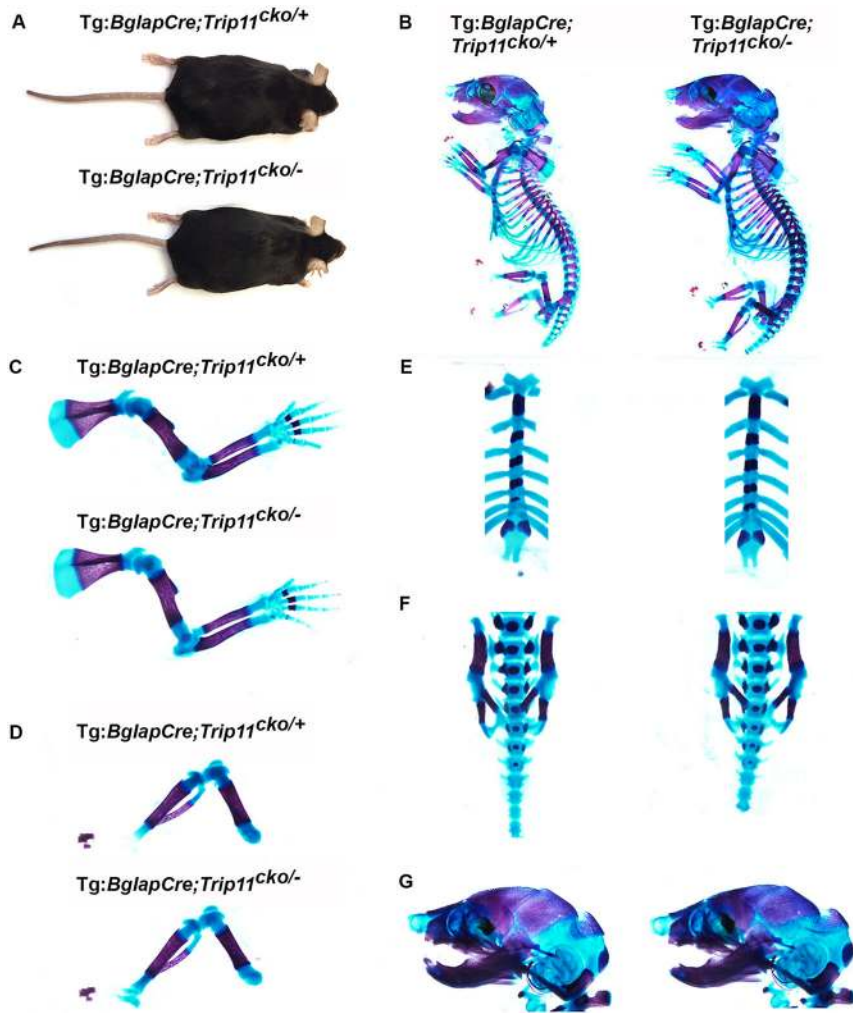 A
Tg:BglapCre;Trip11cko/+
Tg:BglapCre;Trip11cko/-
B
Tg:BglapCre;
Trip11cko/+
Tg:BglapCre;
Trip11cko/-
C
Tg:BglapCre;Trip11cko/+
Tg:BglapCre;Trip11cko/-
D
Tg:BglapCre;Trip11cko/+
Tg:BglapCre;Trip11cko/-
E
F
G